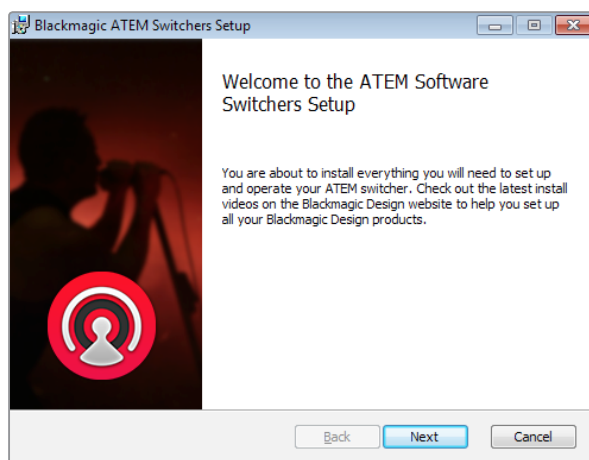 Blackmagic ATEM Switchers Setup
Welcome to the ATEM Software
Switchers Setup
You are about to install everything you will need to set up
and operate your ATEM switcher. Check out the latest install
videos on the Blackmagic Design website to help you set up
all your Blackmagic Design products.
Back
Next
Cancel